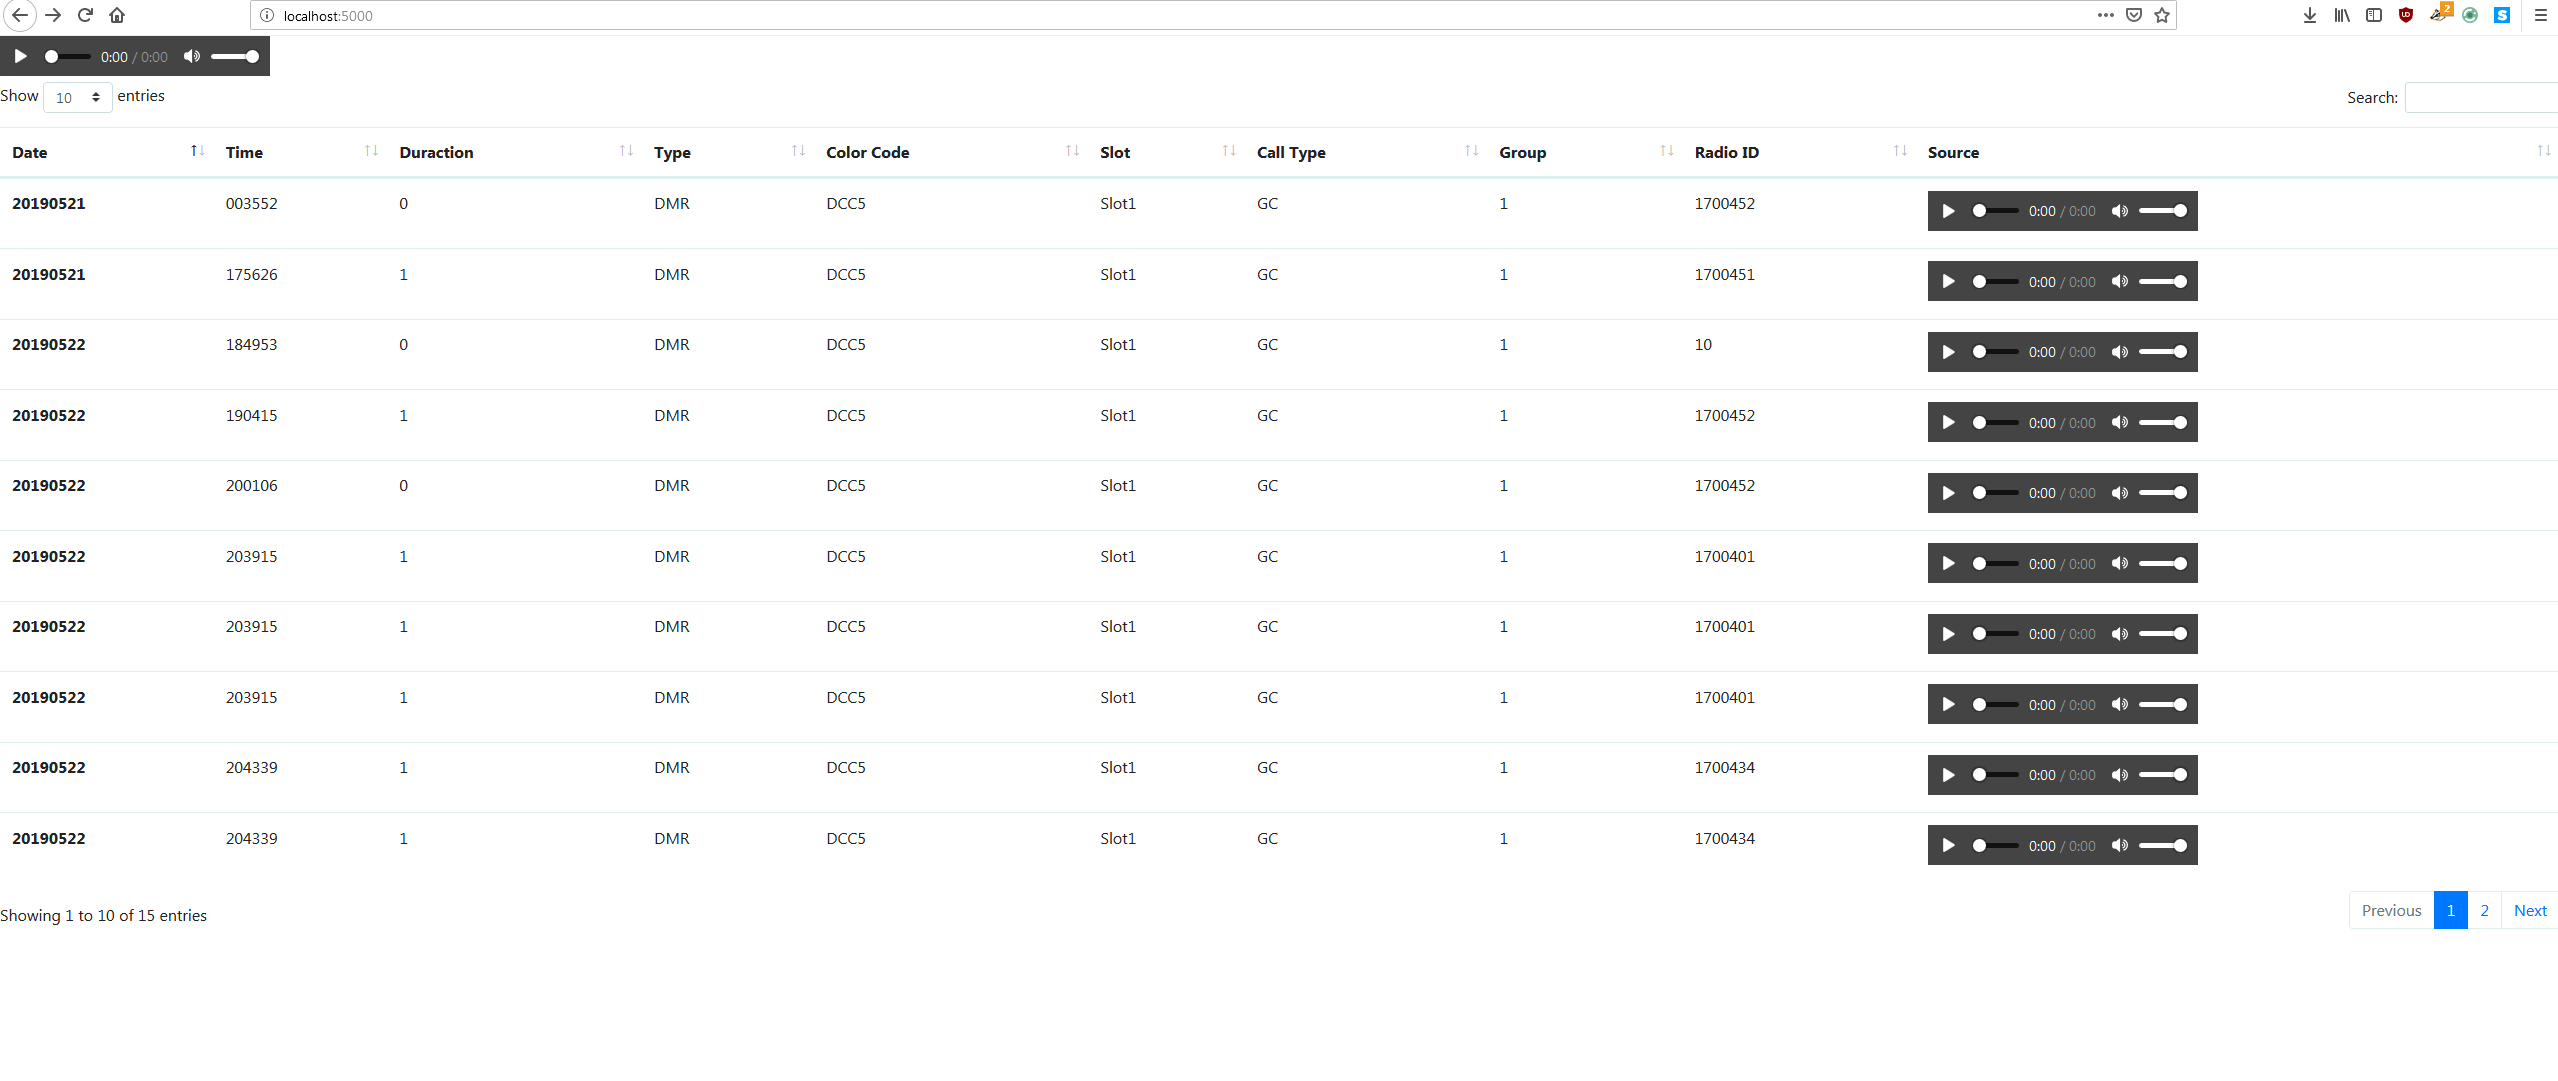 localhost:5000
2
0:00 / 0:00
Show 10 entries
Search:
Date Time Duraction Type Color Code Slot Call Type Group Radio ID Source
20190521 003552 0 DMR DCC5 Slot1 GC 1 1700452 0:00 / 0:00
20190521 175626 1 DMR DCC5 Slot1 GC 1 1700451 0:00 / 0:00
20190522 184953 0 DMR DCC5 Slot1 GC 1 10 0:00 / 0:00
20190522 190415 1 DMR DCC5 Slot1 GC 1 1700452 0:00 / 0:00
20190522 200106 0 DMR DCC5 Slot1 GC 1 1700452 0:00 / 0:00
20190522 203915 1 DMR DCC5 Slot1 GC 1 1700401 0:00 / 0:00
20190522 203915 1 DMR DCC5 Slot1 GC 1 1700401 0:00 / 0:00
20190522 203915 1 DMR DCC5 Slot1 GC 1 1700401 0:00 / 0:00
20190522 204339 1 DMR DCC5 Slot1 GC 1 1700434 0:00 / 0:00
20190522 204339 1 DMR DCC5 Slot1 GC 1 1700434 0:00 / 0:00
Showing 1 to 10 of 15 entries
Previous 1 2 Next